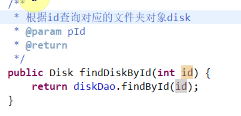 /**
* 根据id查询对应的文件夹对象disk
* @param pId
* @return
*/
public Disk findDiskById(int id) {
return diskDao.findById(id);
}